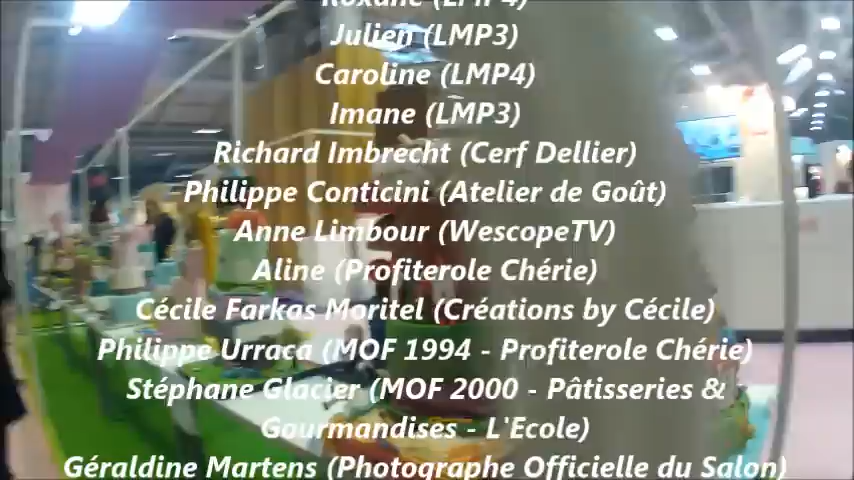 Roxane (LMP4)
Julien (LMP3)
Caroline (LMP4)
Imane (LMP3)
Richard Imbrecht (Cerf Dellier)
Philippe Conticini (Atelier de Goût)
Anne Limbour (WescopeTV)
Aline (Profiterole Chérie)
Cécile Farkas Moritel (Créations by Cécile)
Philippe Urraca (MOF 1994 - Profiterole Chérie)
Stéphane Glacier (MOF 2000 - Pâtisseries &
Gourmandises - L'Ecole)
Géraldine Martens (Photographe Officielle du Salon)